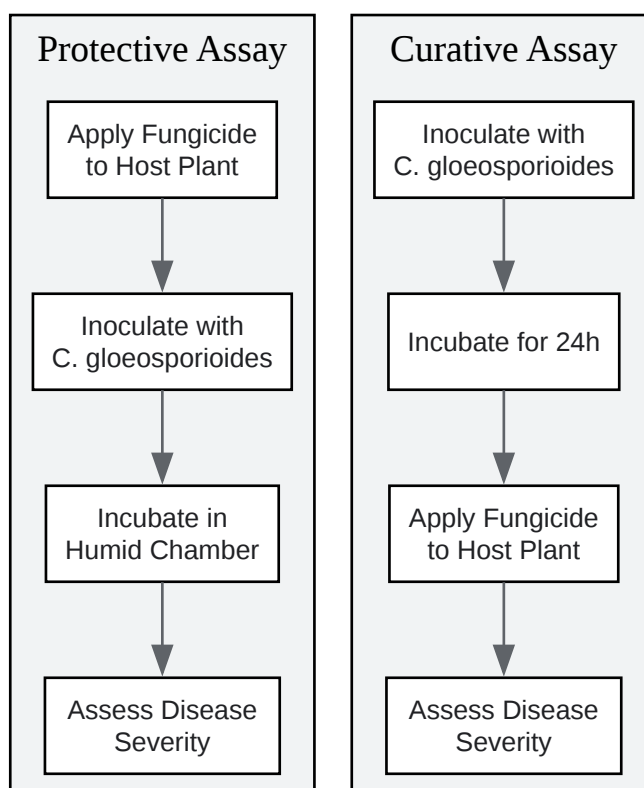 Protective Assay
Apply Fungicide
to Host Plant
Inoculate with
C. gloeosporioides
Incubate in
Humid Chamber
Assess Disease
Severity
Curative Assay
Inoculate with
C. gloeosporioides
Incubate for 24h
Apply Fungicide
to Host Plant
Assess Disease
Severity